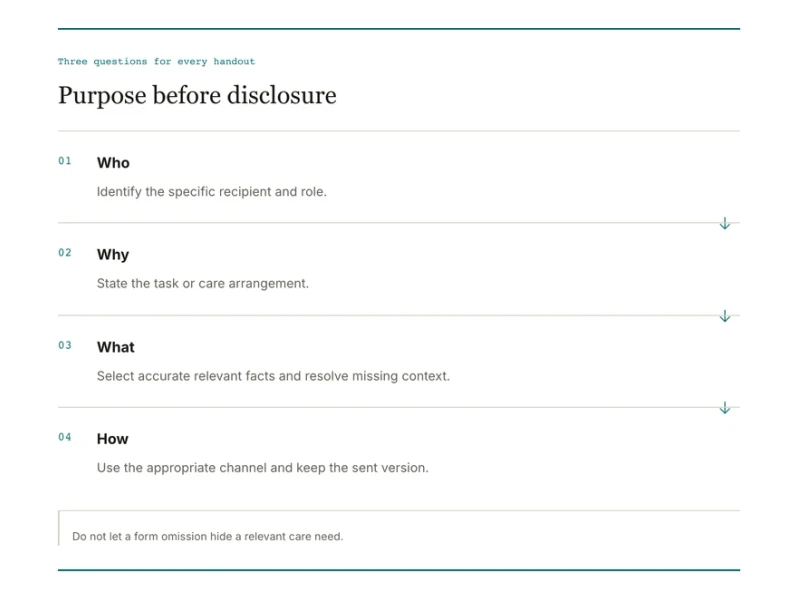 Three questions for every handout
Purpose before disclosure
01 Who
Identify the specific recipient and role.
02 Why
State the task or care arrangement.
03 What
Select accurate relevant facts and resolve missing context.
04 How
Use the appropriate channel and keep the sent version.
Do not let a form omission hide a relevant care need.